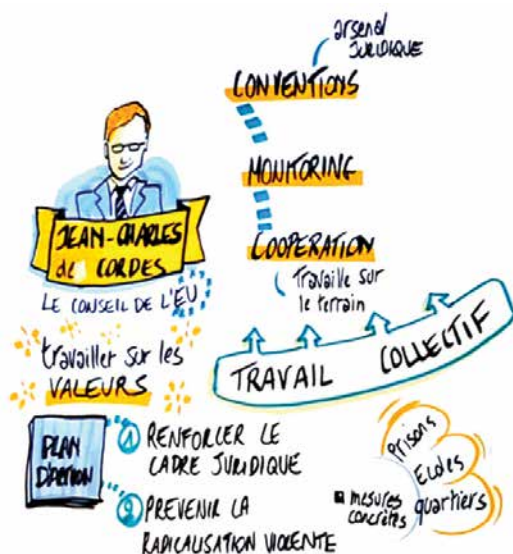 arsenal
JURIDIQUE
CONVENTIONS
MONITORING
COOPERATION
Travaille sur
le terrain
JEAN-CHARLES
de CORDES
LE CONSEIL DE L'EU
travailler sur les
VALEURS
TRAVAIL COLLECTIF
PLAN
D'ACTION
1 RENFORCER LE
CADRE JURIDIQUE
2 PREVENIR LA
RADICALISATION VIOLENTE
mesures
concrètes
Prisons
Ecoles
quartiers